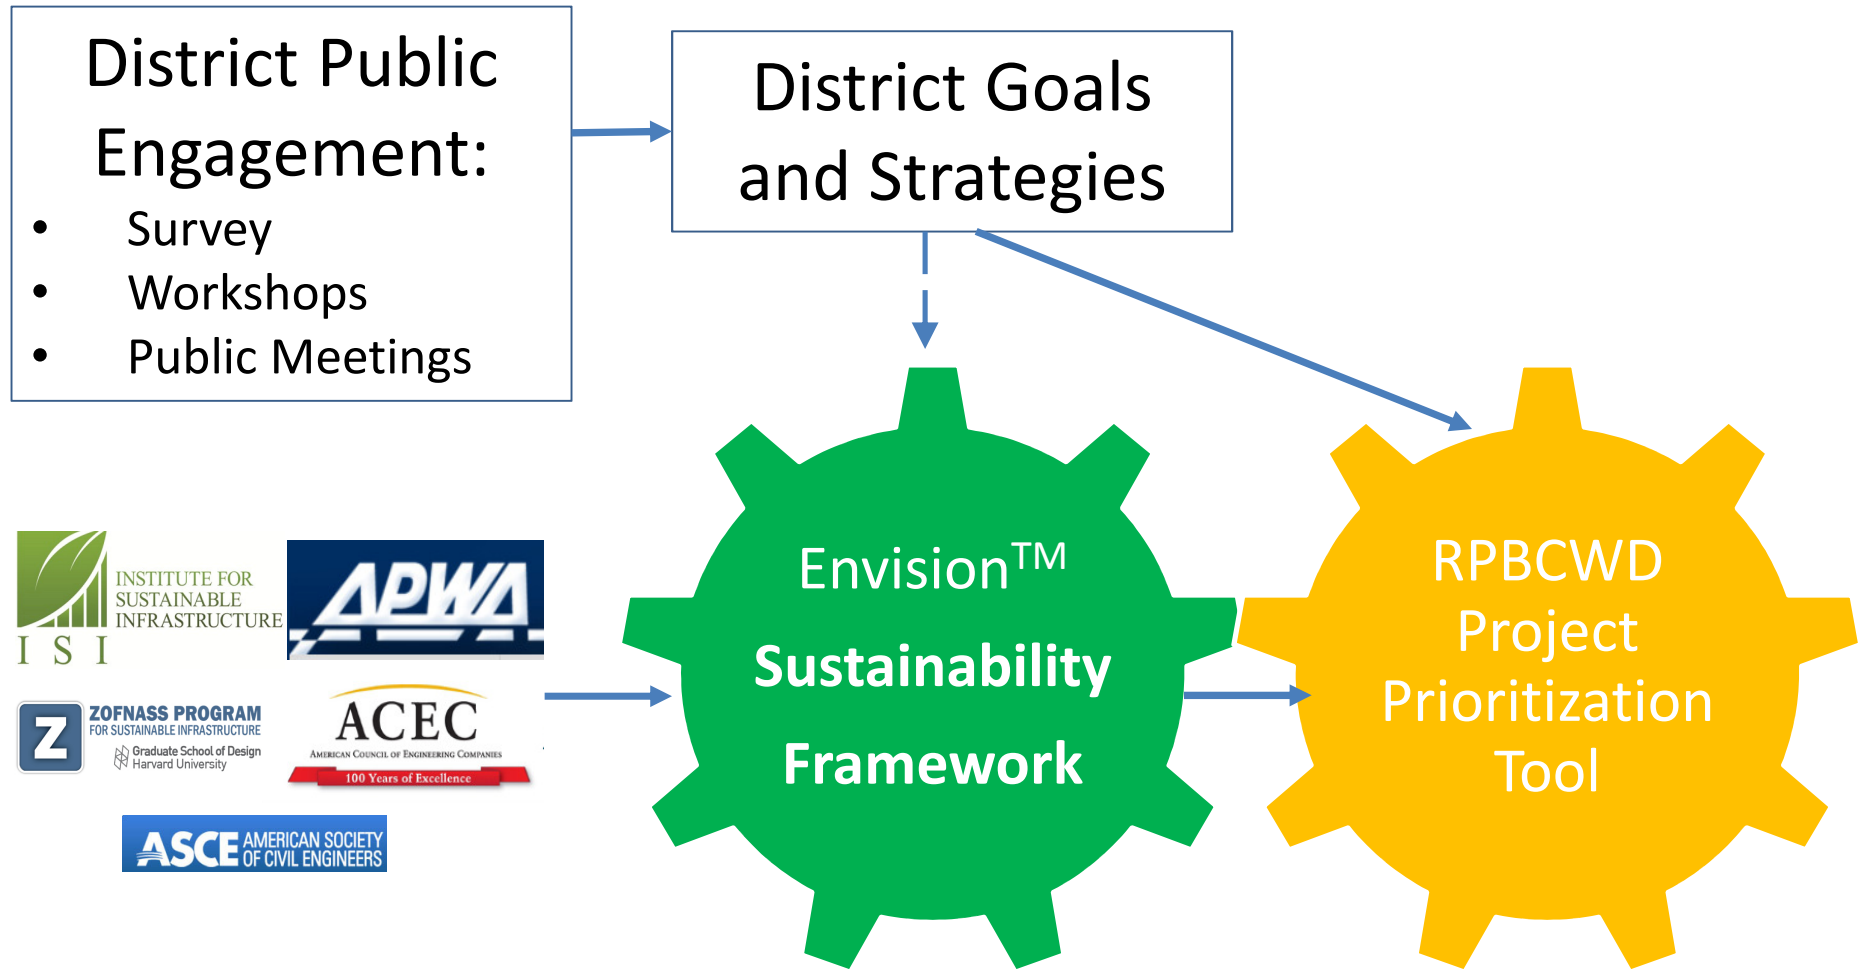 District Public
Engagement:
• Survey
• Workshops
• Public Meetings
District Goals
and Strategies
INSTITUTE FOR
SUSTAINABLE
INFRASTRUCTURE
ISI
APWA
Z
ZOFNASS PROGRAM
FOR SUSTAINABLE INFRASTRUCTURE
Graduate School of Design
Harvard University
ACEC
AMERICAN COUNCIL OF ENGINEERING COMPANIES
100 Years of Excellence
ASCE
AMERICAN SOCIETY
OF CIVIL ENGINEERS
Envision™
Sustainability
Framework
RPBCWD
Project
Prioritization
Tool